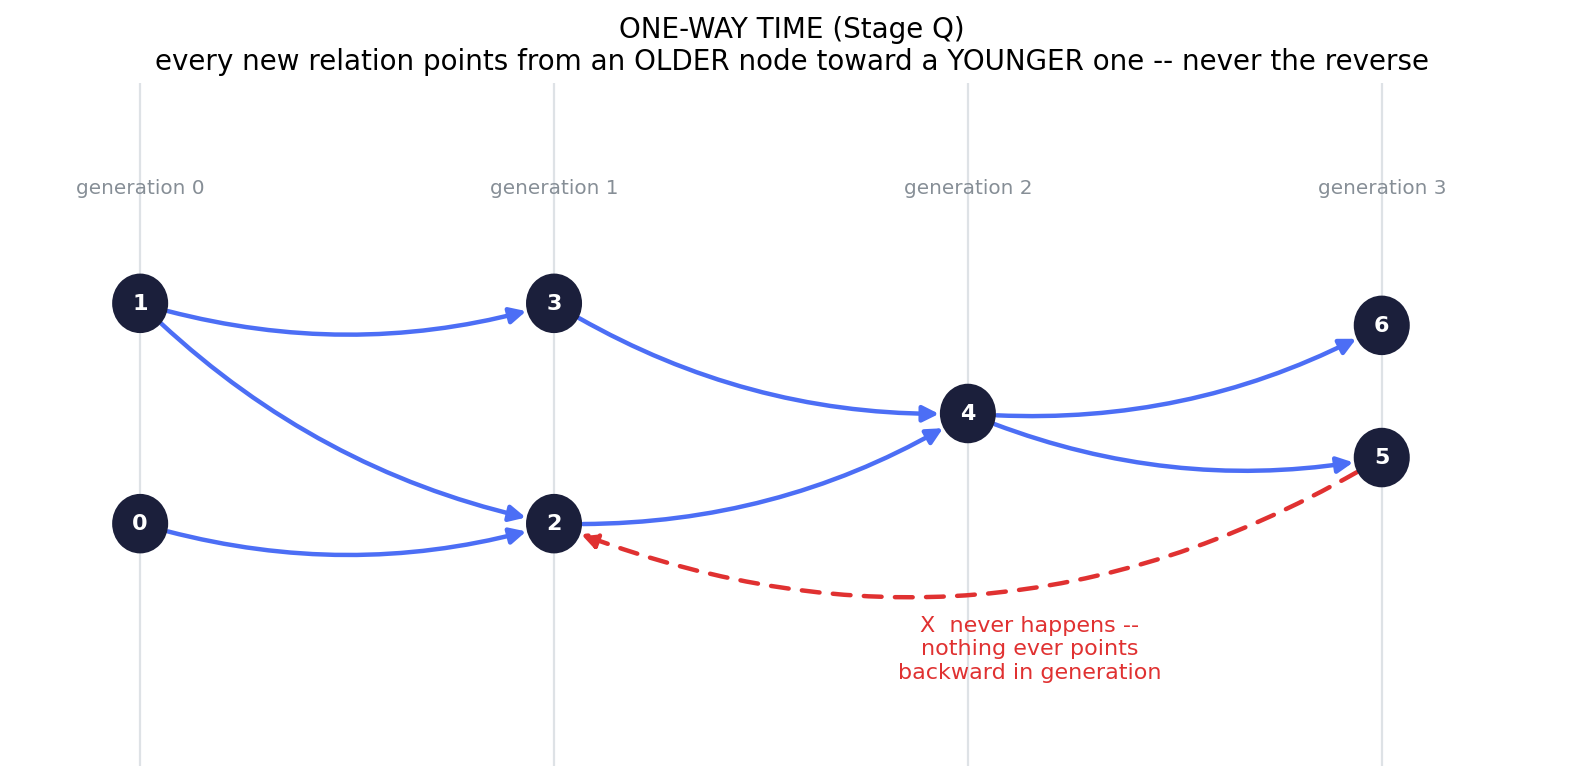 ONE-WAY TIME (Stage Q)
every new relation points from an OLDER node toward a YOUNGER one -- never the reverse
generation 0
generation 1
generation 2
generation 3
1
3
6
4
5
0
2
X  never happens --
nothing ever points
backward in generation